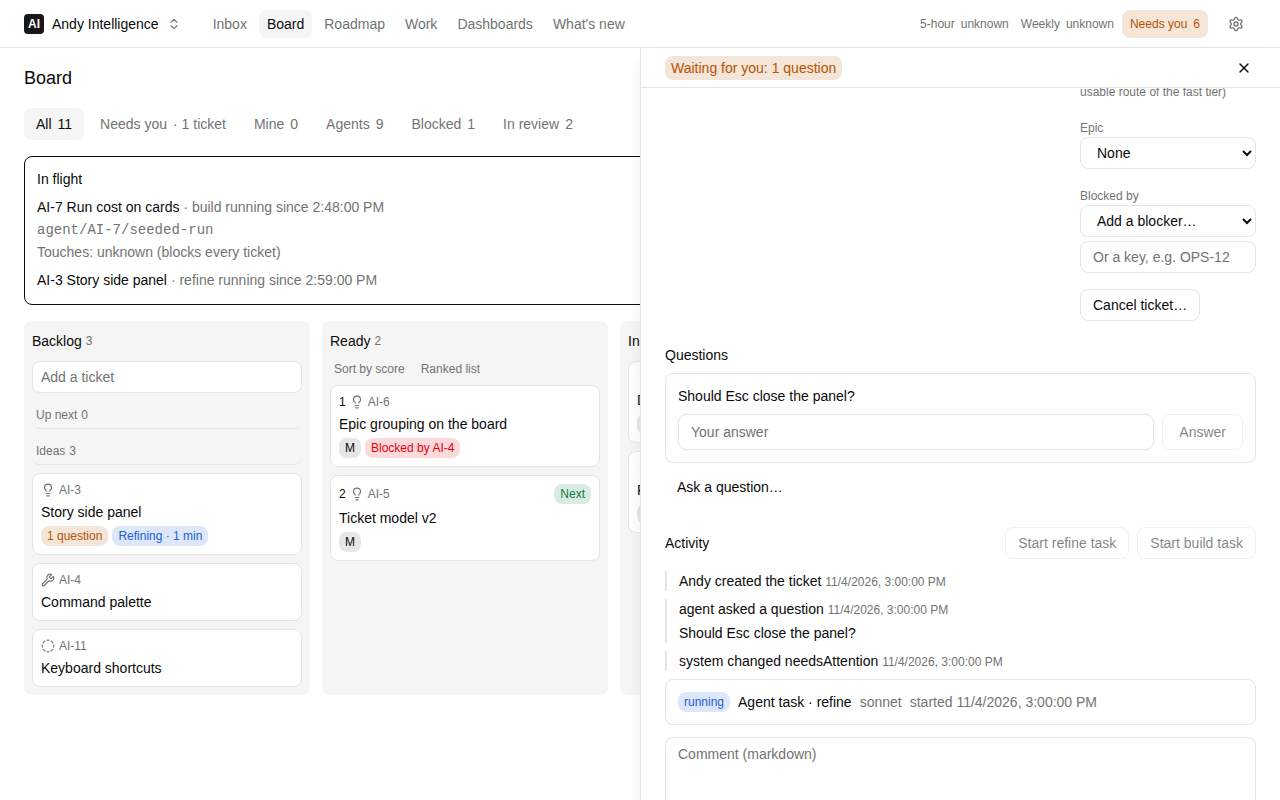 AI Andy Intelligence Inbox Board Roadmap Work Dashboards What's new 5-hour unknown Weekly unknown Needs you 6
Board
All 11 Needs you · 1 ticket Mine 0 Agents 9 Blocked 1 In review 2
In flight
AI-7 Run cost on cards · build running since 2:48:00 PM
agent/AI-7/seeded-run
Touches: unknown (blocks every ticket)
AI-3 Story side panel · refine running since 2:59:00 PM
Backlog 3
Add a ticket
Up next 0
Ideas 3
AI-3
Story side panel
1 question Refining · 1 min
AI-4
Command palette
AI-11
Keyboard shortcuts
Ready 2
Sort by score Ranked list
1 AI-6
Epic grouping on the board
M Blocked by AI-4
2 AI-5 Next
Ticket model v2
M
In
Waiting for you: 1 question
usable route of the fast tier)
Epic
None
Blocked by
Add a blocker…
Or a key, e.g. OPS-12
Cancel ticket…
Questions
Should Esc close the panel?
Your answer Answer
Ask a question…
Activity Start refine task Start build task
Andy created the ticket 11/4/2026, 3:00:00 PM
agent asked a question 11/4/2026, 3:00:00 PM
Should Esc close the panel?
system changed needsAttention 11/4/2026, 3:00:00 PM
running Agent task · refine sonnet started 11/4/2026, 3:00:00 PM
Comment (markdown)